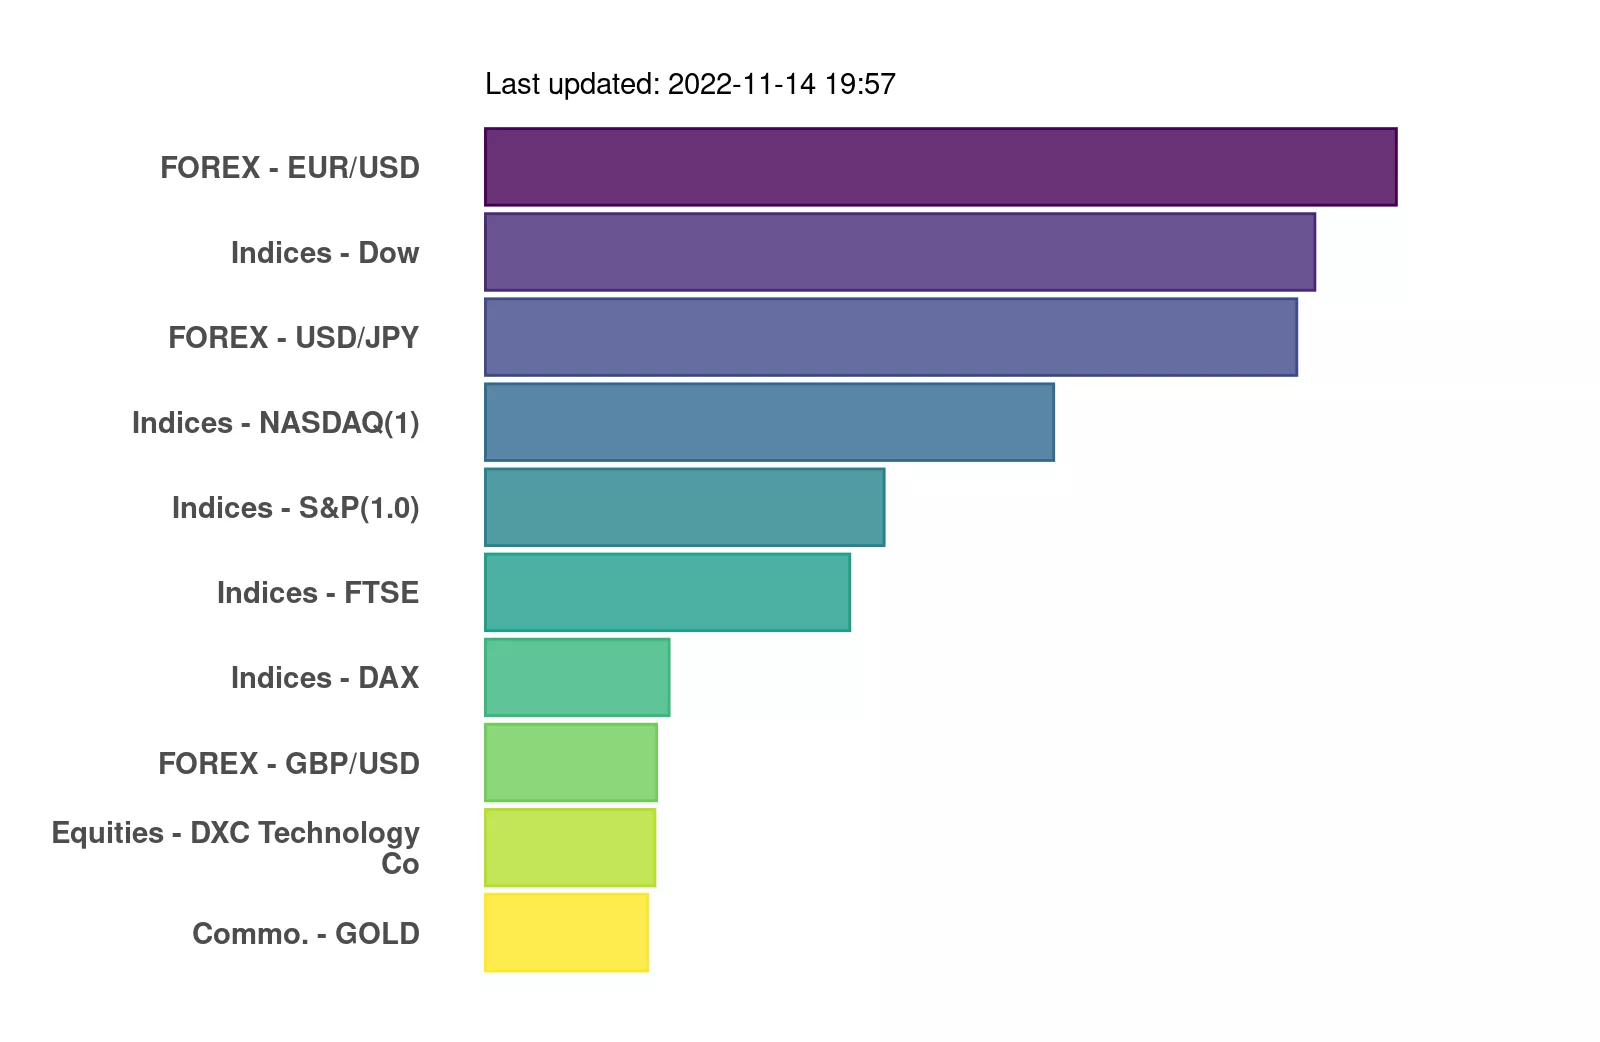 Last updated: 2022-11-14 19:57
FOREX - EUR/USD
Indices - Dow
FOREX - USD/JPY
Indices - NASDAQ(1)
Indices - S&P(1.0)
Indices - FTSE
Indices - DAX
FOREX - GBP/USD
Equities - DXC Technology
Co
Commo. - GOLD